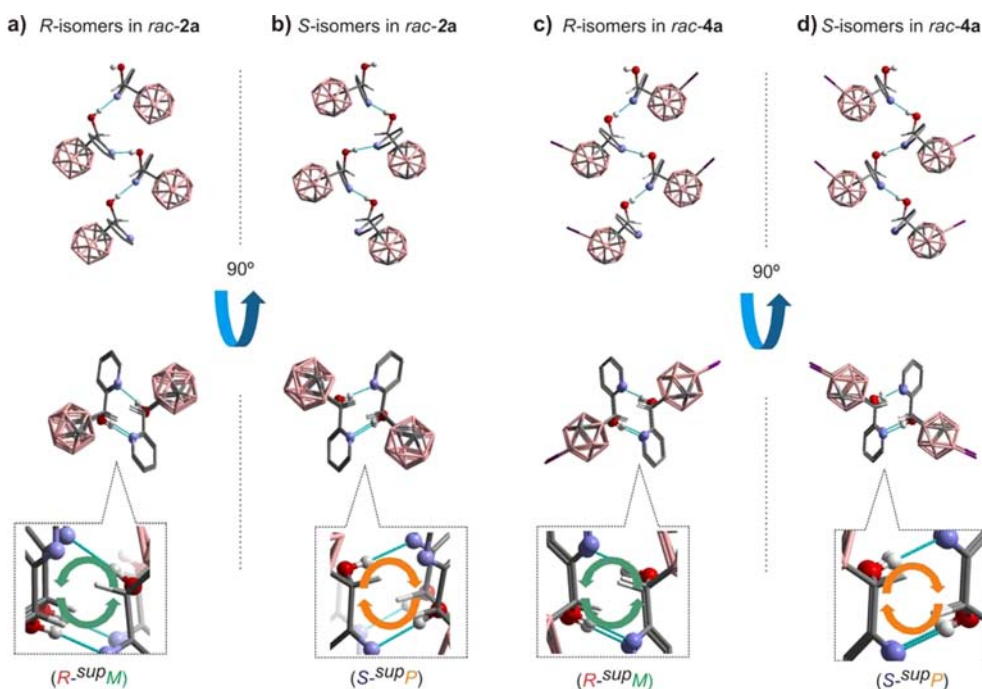 a) R-isomers in rac-2a
b) S-isomers in rac-2a
c) R-isomers in rac-4a
d) S-isomers in rac-4a
90º
90º
(R-supM)
(S-supP)
(R-supM)
(S-supP)